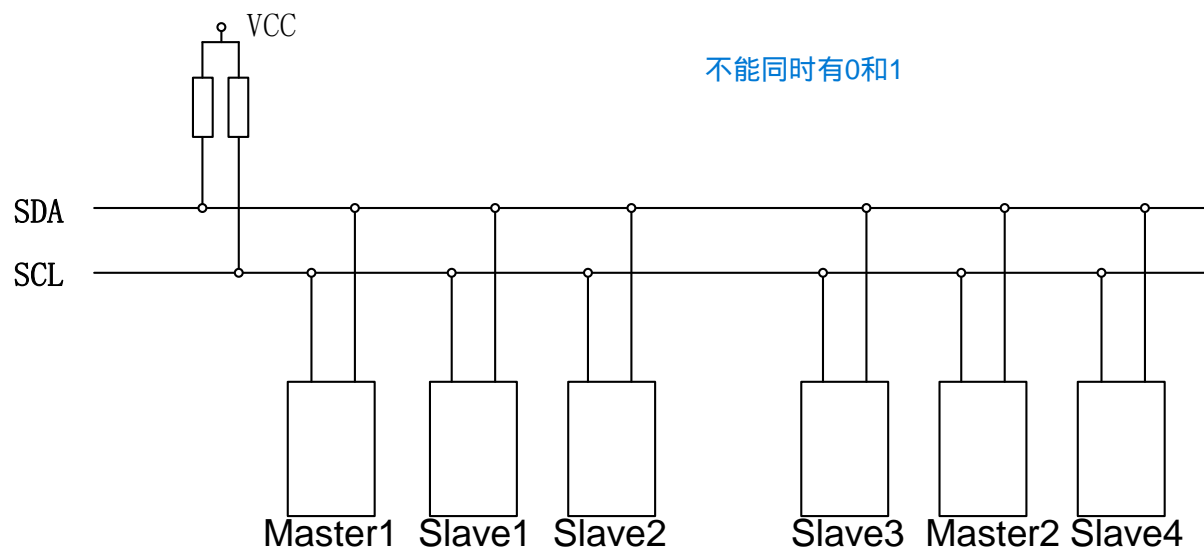 VCC
不能同时有0和1
SDA
SCL
Master1 Slave1 Slave2 Slave3 Master2 Slave4